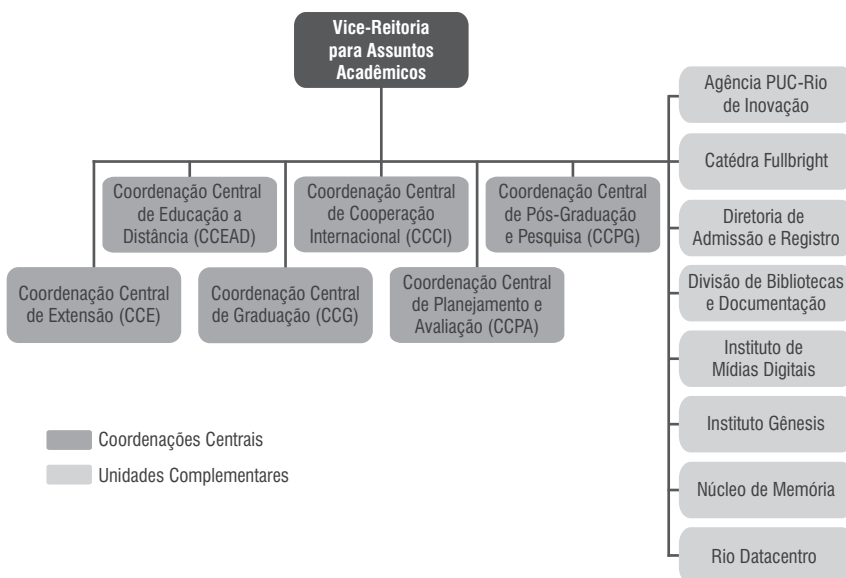 Vice-Reitoria
para Assuntos
Acadêmicos
Agência PUC-Rio
de Inovação
Catédra Fullbright
Coordenação Central
de Educação a
Distância (CCEAD)
Coordenação Central
de Cooperação
Internacional (CCCI)
Coordenação Central
de Pós-Graduação
e Pesquisa (CCPG)
Diretoria de
Admissão e Registro
Coordenação Central
de Extensão (CCE)
Coordenação Central
de Graduação (CCG)
Coordenação Central
de Planejamento e
Avaliação (CCPA)
Divisão de Bibliotecas
e Documentação
Instituto de
Mídias Digitais
Instituto Gênesis
Núcleo de Memória
Rio Datacentro
Coordenações Centrais
Unidades Complementares